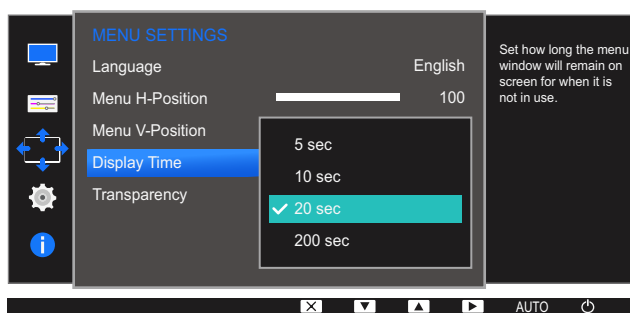 MENU SETTINGS
Language English
Menu H-Position 100
Menu V-Position
Display Time
Transparency
5 sec
10 sec
20 sec
200 sec
Set how long the menu
window will remain on
screen for when it is
not in use.
AUTO